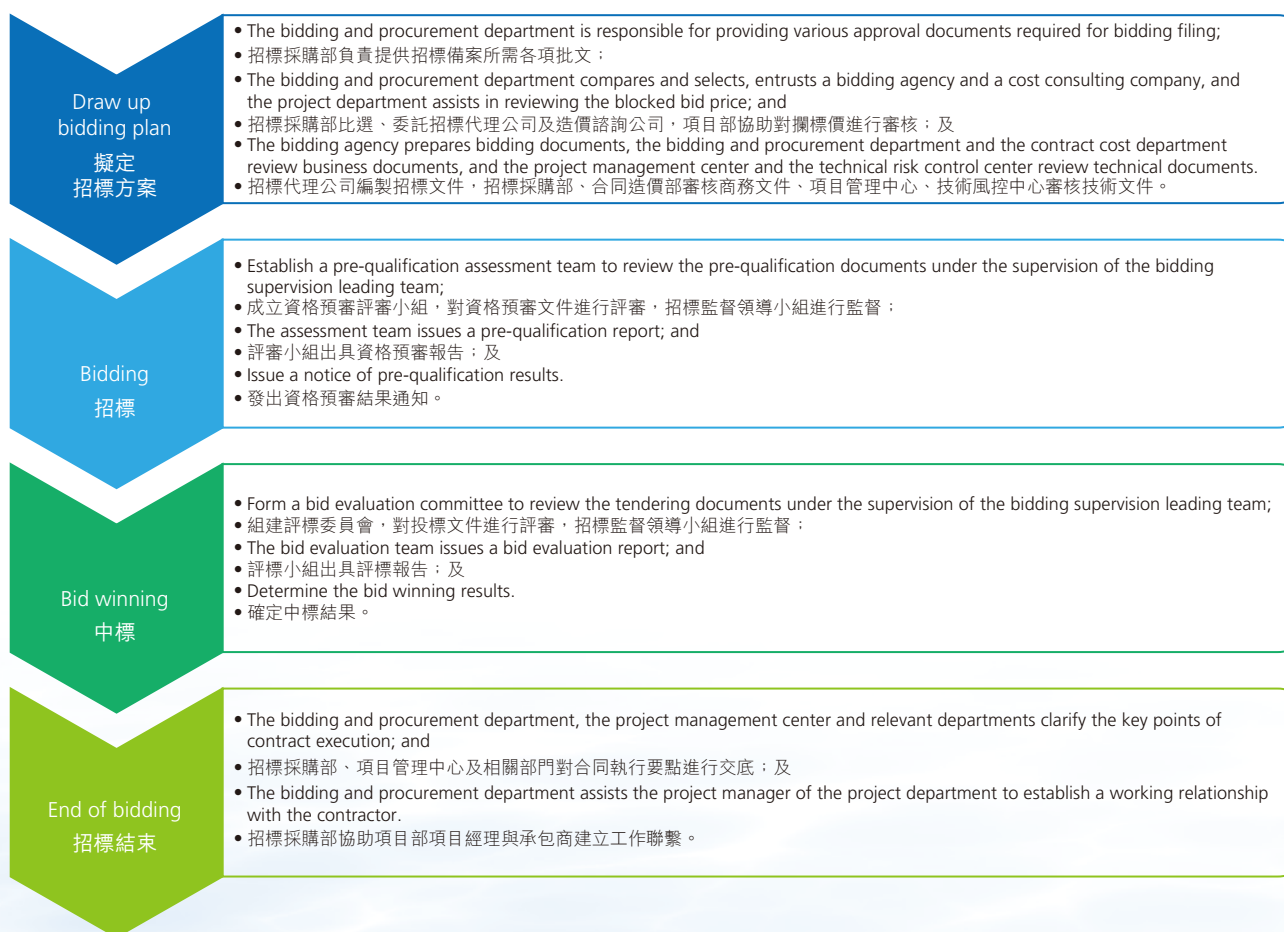 Draw up
bidding plan
擬定
招標方案
• The bidding and procurement department is responsible for providing various approval documents required for bidding filing;
• 招標採購部負責提供招標備案所需各項批文；
• The bidding and procurement department compares and selects, entrusts a bidding agency and a cost consulting company, and
the project department assists in reviewing the blocked bid price; and
• 招標採購部比選、委託招標代理公司及造價諮詢公司，項目部協助對攔標價進行審核；及
• The bidding agency prepares bidding documents, the bidding and procurement department and the contract cost department
review business documents, and the project management center and the technical risk control center review technical documents.
• 招標代理公司編製招標文件，招標採購部、合同造價部審核商務文件、項目管理中心、技術風控中心審核技術文件。
Bidding
招標
• Establish a pre-qualification assessment team to review the pre-qualification documents under the supervision of the bidding
supervision leading team;
• 成立資格預審評審小組，對資格預審文件進行評審，招標監督領導小組進行監督；
• The assessment team issues a pre-qualification report; and
• 評審小組出具資格預審報告；及
• Issue a notice of pre-qualification results.
• 發出資格預審結果通知。
Bid winning
中標
• Form a bid evaluation committee to review the tendering documents under the supervision of the bidding supervision leading team;
• 組建評標委員會，對投標文件進行評審，招標監督領導小組進行監督；
• The bid evaluation team issues a bid evaluation report; and
• 評標小組出具評標報告；及
• Determine the bid winning results.
• 確定中標結果。
End of bidding
招標結束
• The bidding and procurement department, the project management center and relevant departments clarify the key points of
contract execution; and
• 招標採購部、項目管理中心及相關部門對合同執行要點進行交底；及
• The bidding and procurement department assists the project manager of the project department to establish a working relationship
with the contractor.
• 招標採購部協助項目部項目經理與承包商建立工作聯繫。